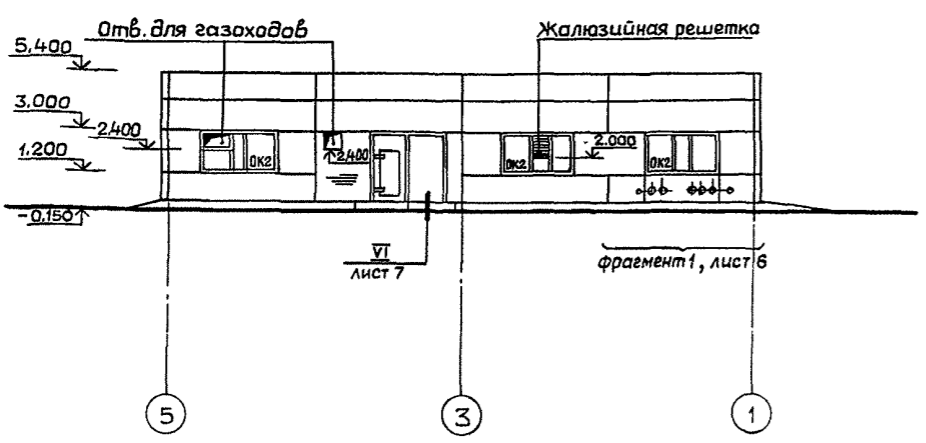 Отв. для газоходов
Жалюзийная решетка
5,400
3,000
2,400
1.200
-0,150
ОК2
2,400
ОК2
2.000
ОК2
VI
лист 7
фрагмент 1, лист 6
5
3
1